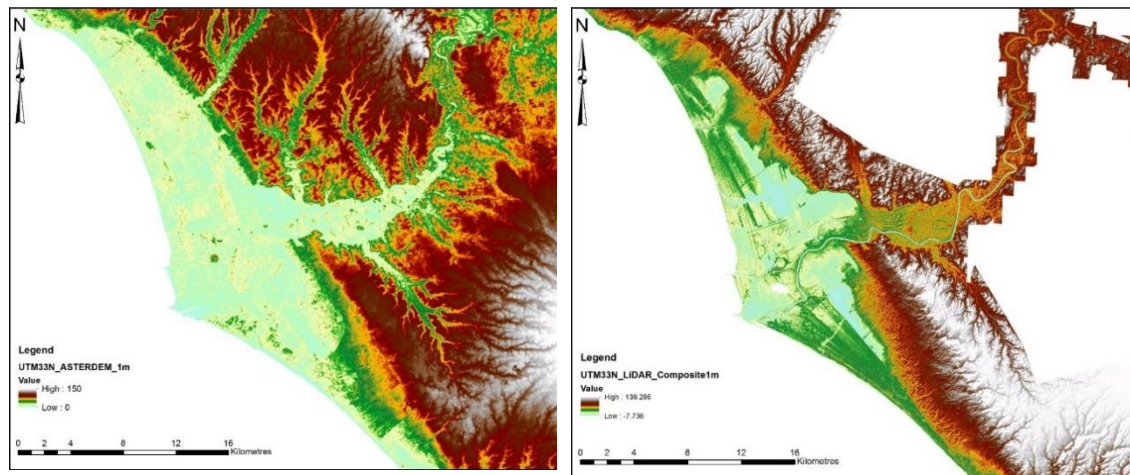 N
Legend
UTM33N_ASTERDEM_1m
Value
High : 150
Low : 0
0 2 4 8 12 16
Kilometres
N
Legend
UTM33N_LiDAR_Composite1m
Value
High : 139.296
Low : -7.736
0 2 4 8 12 16
Kilometres